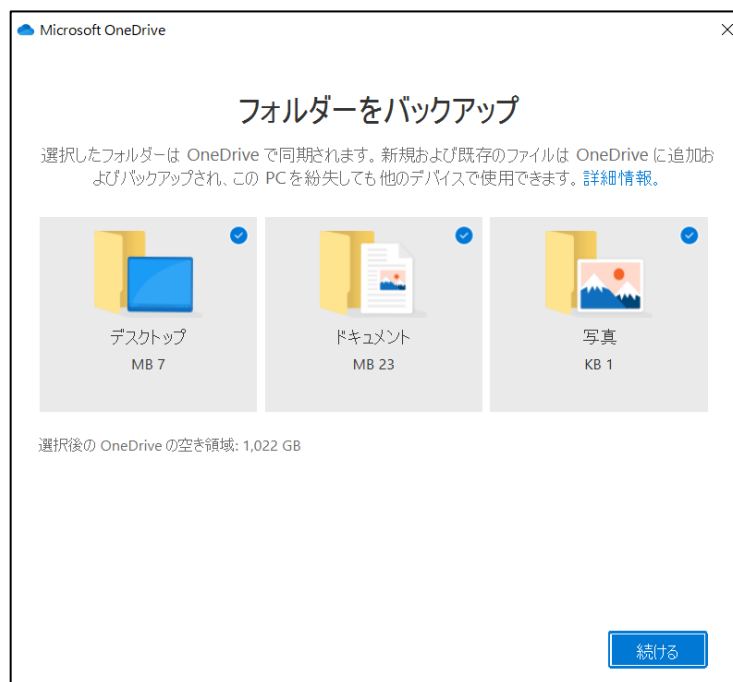 Microsoft OneDrive
フォルダーをバックアップ
選択したフォルダーは OneDrive で同期されます。新規および既存のファイルは OneDrive に追加お
よびバックアップされ、この PC を紛失しても他のデバイスで使用できます。詳細情報。
デスクトップ
MB 7
ドキュメント
MB 23
写真
KB 1
選択後の OneDrive の空き領域: 1,022 GB
続ける